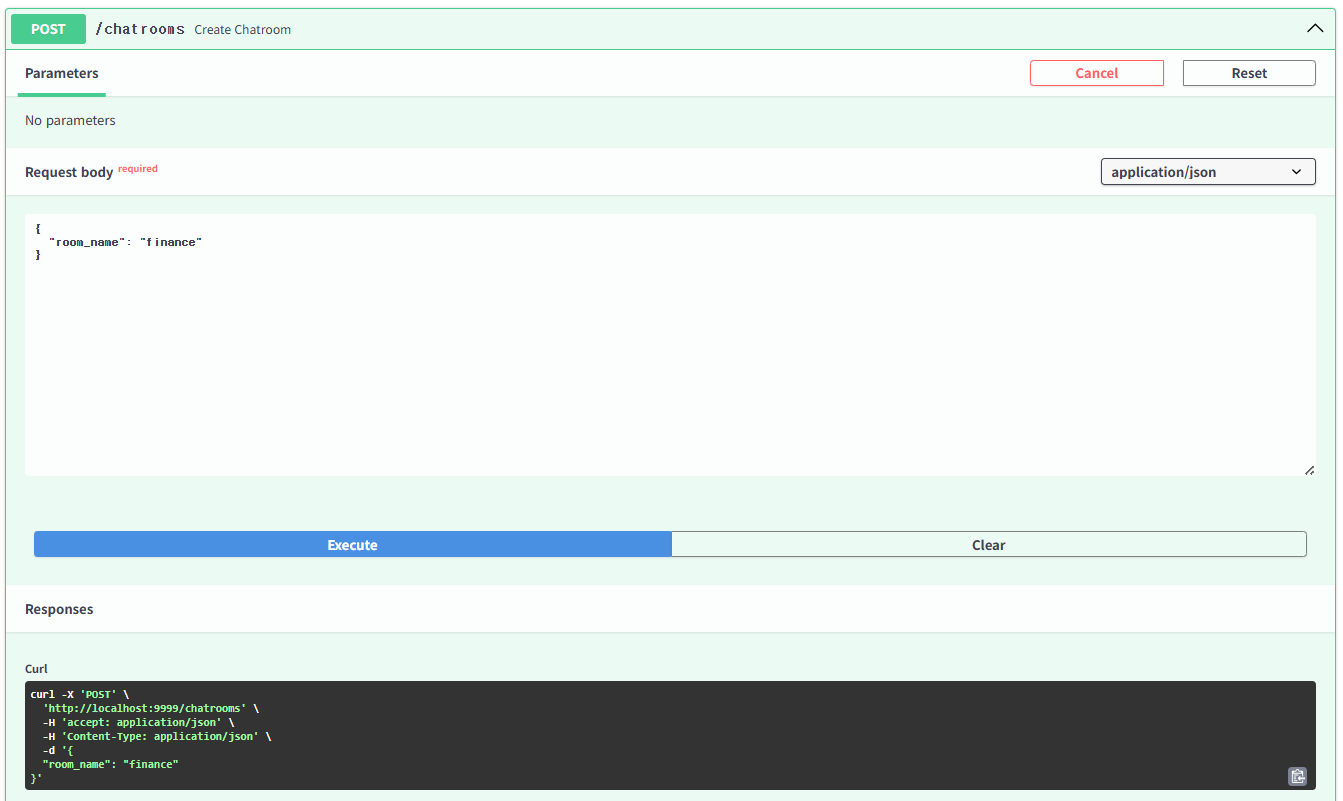 POST /chatrooms Create Chatroom
Parameters
Cancel
Reset
No parameters
Request body required
application/json
{
  "room_name": "finance"
}
Execute
Clear
Responses
Curl
curl -X 'POST' \
  'http://localhost:9999/chatrooms' \
  -H 'accept: application/json' \
  -H 'Content-Type: application/json' \
  -d '{
  "room_name": "finance"
}'